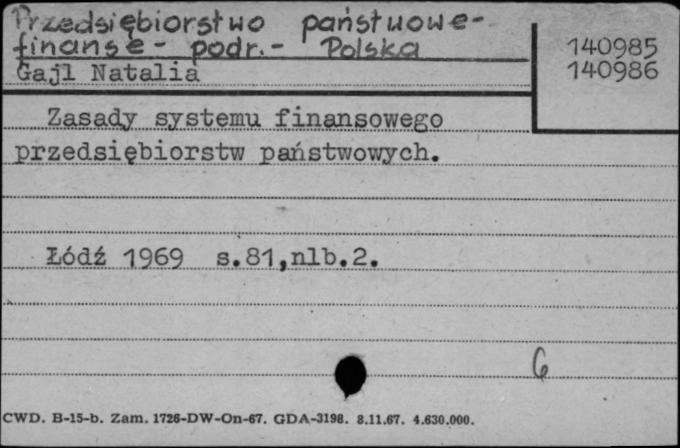 Przedsiębiorstwo państwowe-
finanse - podr. - Polska
Gajl Natalia
140985
140986
Zasady systemu finansowego
przedsiębiorstw państwowych.
Łódź 1969 s.81,nlb.2.
6
CWD. B-15-b. Zam. 1726-DW-On-67. GDA-3198. 8.11.67. 4.630.000.